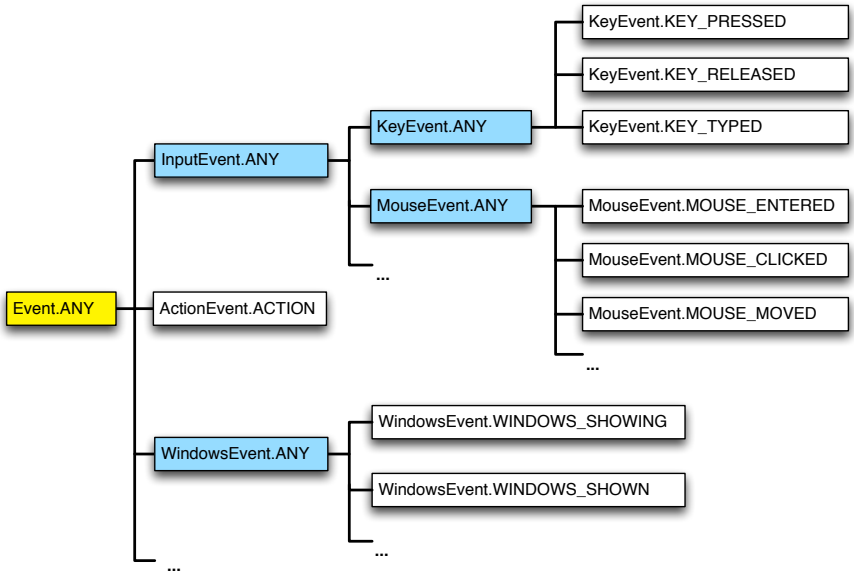 KeyEvent.KEY_PRESSED
KeyEvent.KEY_RELEASED
KeyEvent.ANY
KeyEvent.KEY_TYPED
InputEvent.ANY
MouseEvent.ANY
MouseEvent.MOUSE_ENTERED
MouseEvent.MOUSE_CLICKED
...
Event.ANY
ActionEvent.ACTION
MouseEvent.MOUSE_MOVED
...
WindowsEvent.WINDOWS_SHOWING
WindowsEvent.ANY
WindowsEvent.WINDOWS_SHOWN
...
...